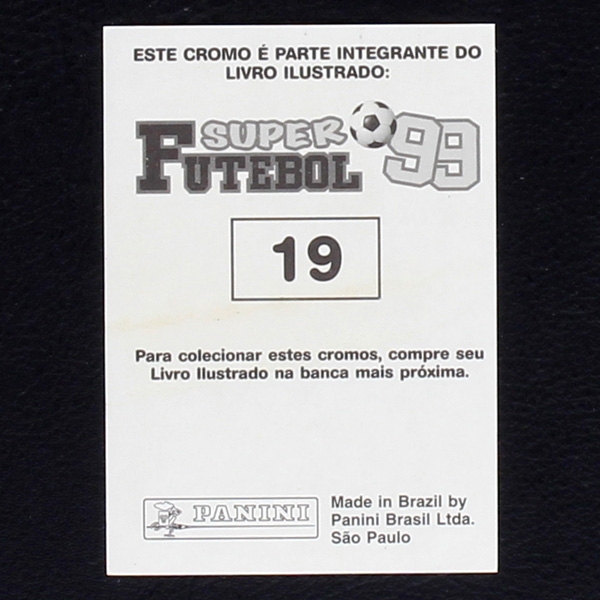 ESTE CROMO É PARTE INTEGRANTE DO
LIVRO ILUSTRADO:
SUPER
FUTEBOL 99
19
Para colecionar estes cromos, compre seu
Livro Ilustrado na banca mais próxima.
PANINI
Made in Brazil by
Panini Brasil Ltda.
São Paulo